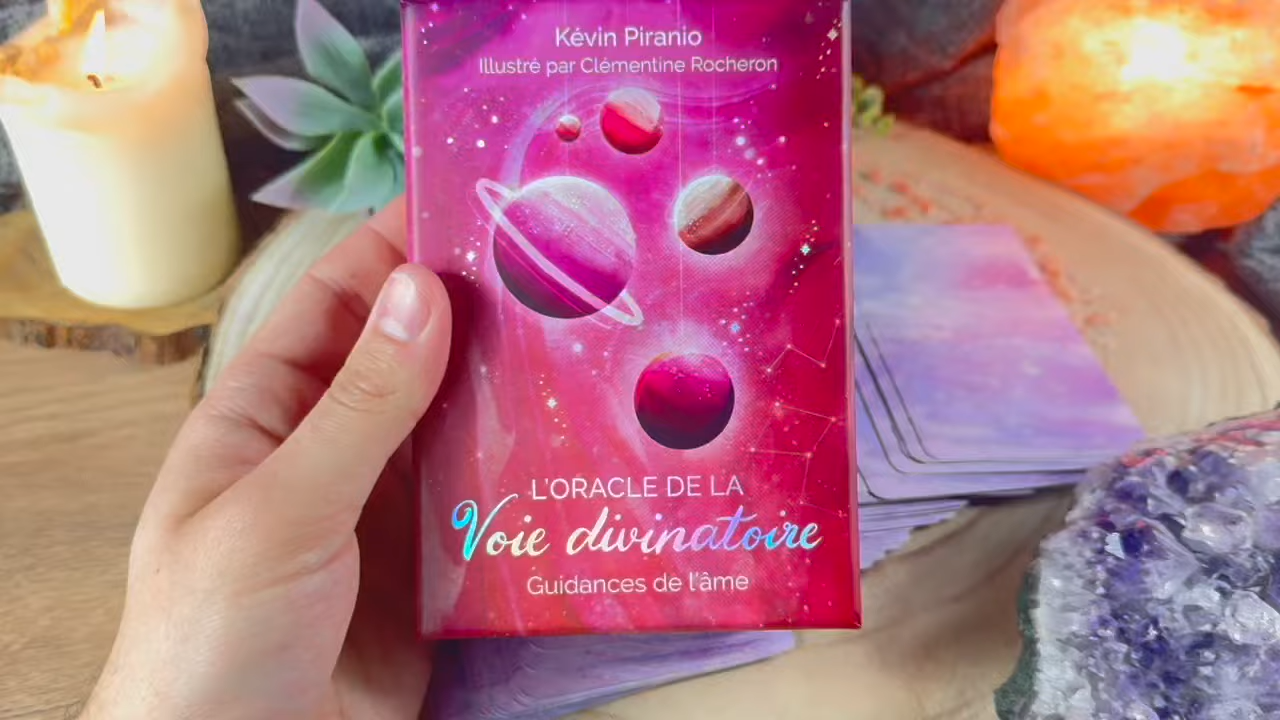 Kévin Piranio
Illustré par Clémentine Rocheron
L'ORACLE DE LA
Voie divinatoire
Guidances de l'âme